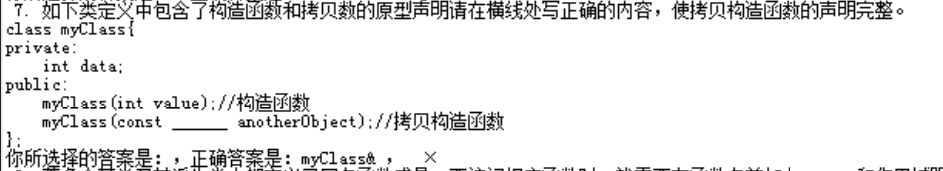 7. 如下类定义中包含了构造函数和拷贝数的原型声明请在横线处写正确的内容，使拷贝构造函数的声明完整。
class myClass{
private:
int data;
public:
myClass(int value);//构造函数
myClass(const ______ anotherObject);//拷贝构造函数
};
你所选择的答案是：，正确答案是：myClass&， ×